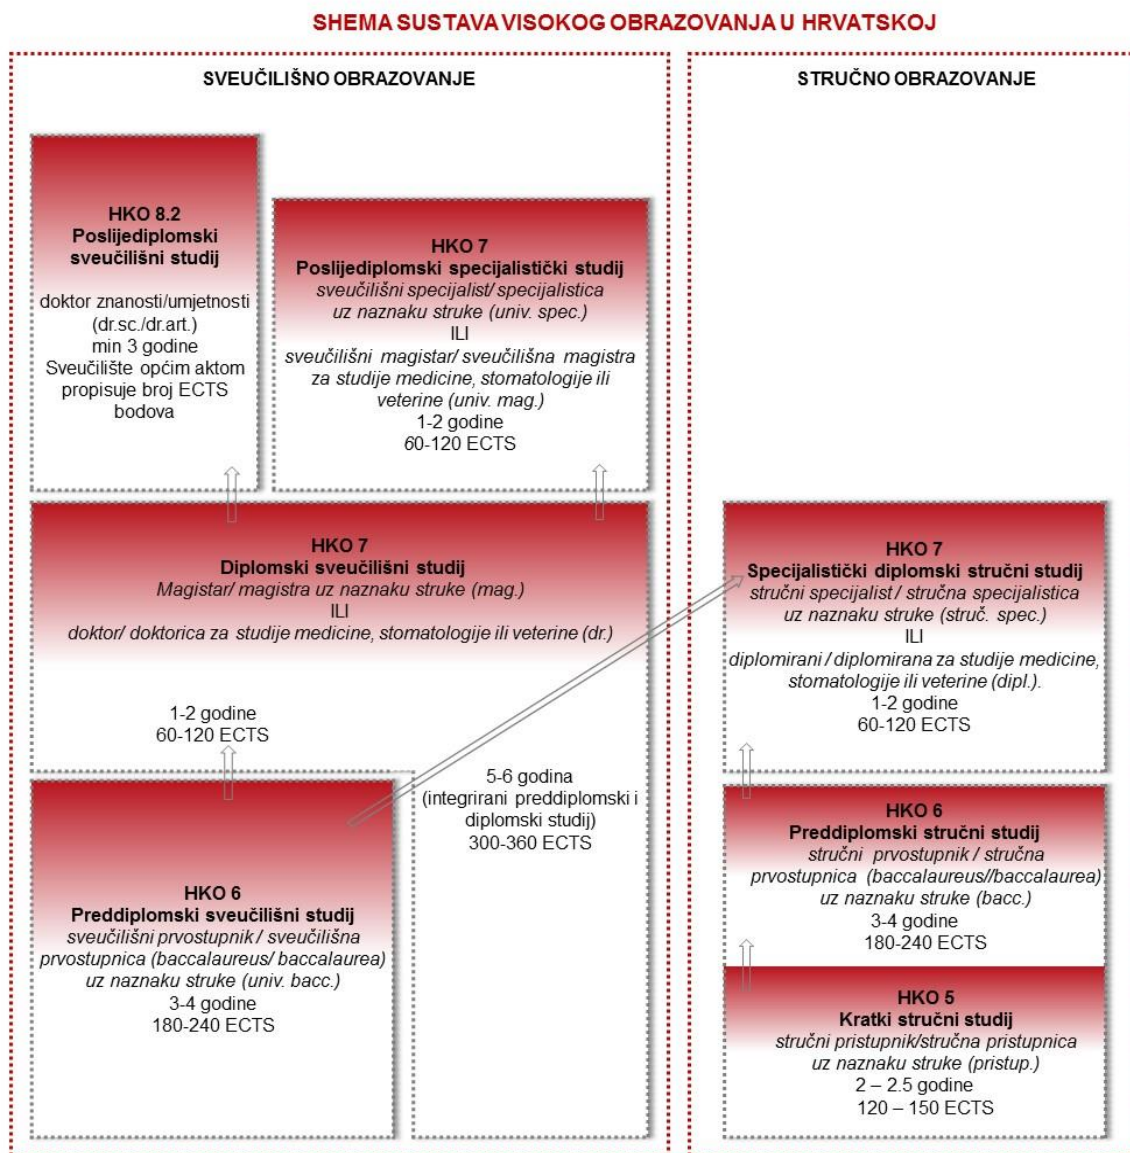 SHEMA SUSTAVA VISOKOG OBRAZOVANJA U HRVATSKOJ
SVEUČILIŠNO OBRAZOVANJE
HKO 8.2
Poslijediplomski
sveučilišni studij
doktor znanosti/umjetnosti
(dr.sc./dr.art.)
min 3 godine
Sveučilište općim aktom
propisuje broj ECTS
bodova
HKO 7
Poslijediplomski specijalistički studij
sveučilišni specijalist/ specijalistica
uz naznaku struke (univ. spec.)
ILI
sveučilišni magistar/ sveučilišna magistra
za studije medicine, stomatologije ili
veterine (univ. mag.)
1-2 godine
60-120 ECTS
HKO 7
Diplomski sveučilišni studij
Magistar/ magistra uz naznaku struke (mag.)
ILI
doktor/ doktorica za studije medicine, stomatologije ili veterine (dr.)
1-2 godine
60-120 ECTS
5-6 godina
(integrirani preddiplomski i
diplomski studij)
300-360 ECTS
HKO 6
Preddiplomski sveučilišni studij
sveučilišni prvostupnik / sveučilišna
prvostupnica (baccalaureus/ baccalaurea)
uz naznaku struke (univ. bacc.)
3-4 godine
180-240 ECTS
STRUČNO OBRAZOVANJE
HKO 7
Specijalistički diplomski stručni studij
stručni specijalist / stručna specijalistica
uz naznaku struke (struč. spec.)
ILI
diplomirani / diplomirana za studije medicine,
stomatologije ili veterine (dipl.).
1-2 godine
60-120 ECTS
HKO 6
Preddiplomski stručni studij
stručni prvostupnik / stručna
prvostupnica (baccalaureus//baccalaurea)
uz naznaku struke (bacc.)
3-4 godine
180-240 ECTS
HKO 5
Kratki stručni studij
stručni pristupnik/stručna pristupnica
uz naznaku struke (pristup.)
2 – 2.5 godine
120 – 150 ECTS